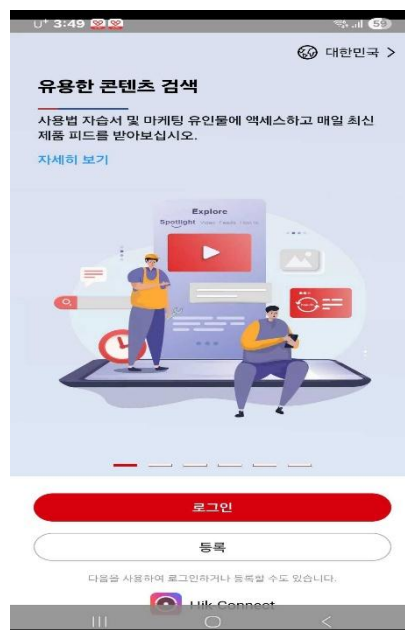 U+ 3:49
59
대한민국 >
유용한 콘텐츠 검색
사용법 자습서 및 마케팅 유인물에 액세스하고 매일 최신
제품 피드를 받아보십시오.
자세히 보기
Explore
Spotlight
로그인
등록
다음을 사용하여 로그인하거나 등록할 수도 있습니다.
Hik-Connect